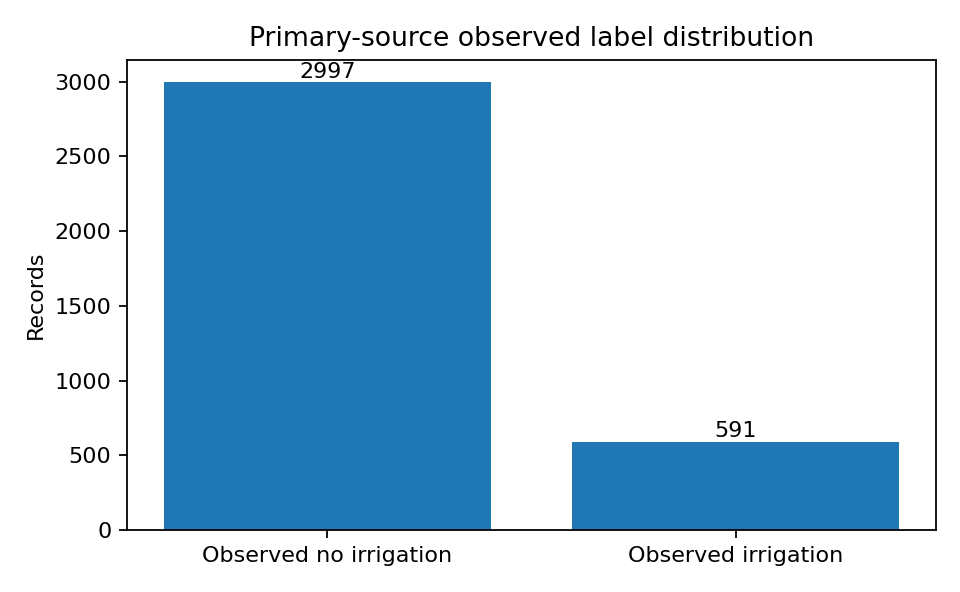 Primary-source observed label distribution
2997
591
3000
2500
2000
1500
1000
500
0
Records
Observed no irrigation
Observed irrigation